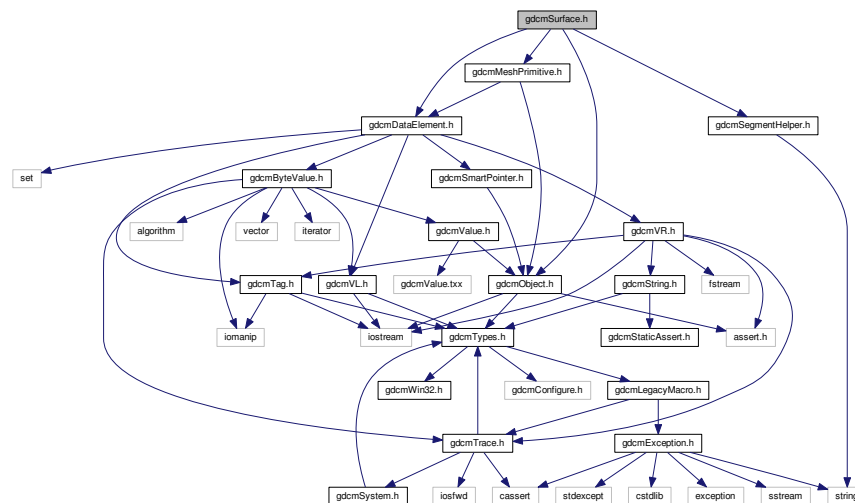 gdcmSurface.h
gdcmMeshPrimitive.h
gdcmDataElement.h
gdcmSegmentHelper.h
set
gdcmByteValue.h
gdcmSmartPointer.h
algorithm
vector
iterator
gdcmValue.h
gdcmVR.h
gdcmTag.h
gdcmVL.h
gdcmValue.txx
gdcmObject.h
gdcmString.h
fstream
iomanip
iostream
gdcmTypes.h
gdcmStaticAssert.h
assert.h
gdcmWin32.h
gdcmConfigure.h
gdcmLegacyMacro.h
gdcmTrace.h
gdcmException.h
gdcmSystem.h
iosfwd
cassert
stdexcept
cstdlib
exception
sstream
string